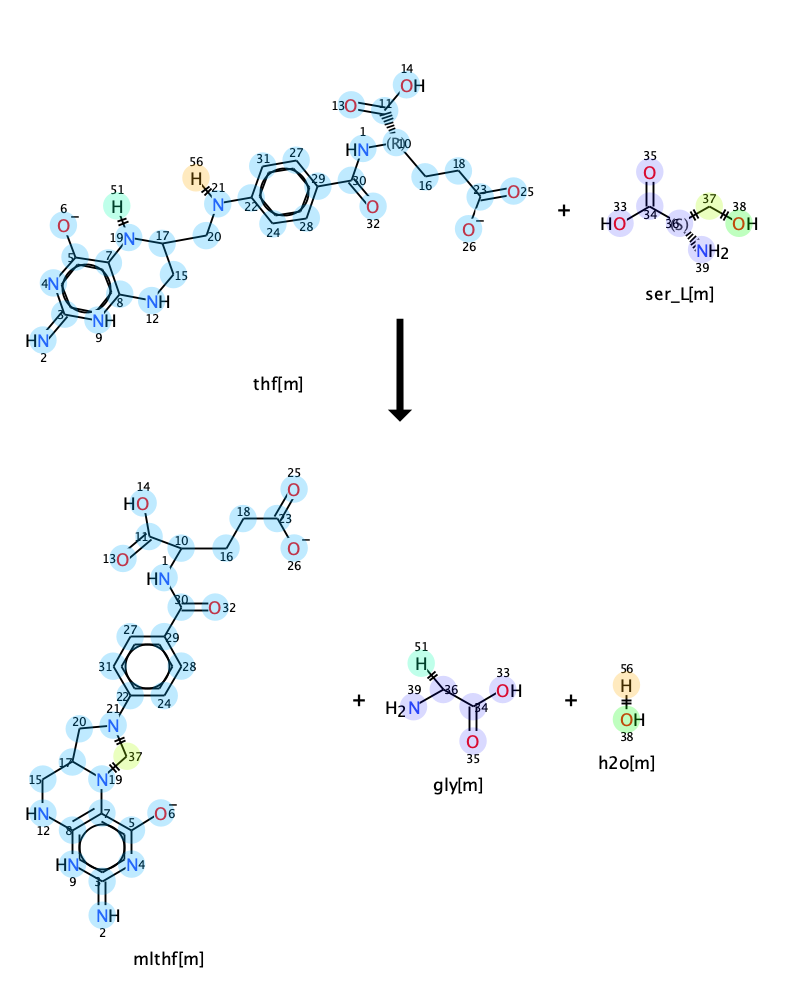 14
OH
13 O 11
1
HN (R) 10
27
31
56
H
18
29 30
16
23 O 25
51
H
21
N
22
24 28
O
32
O⁻
26
6
O⁻
19 N 17
20
5 7
4 N
15
8
3 NH NH
9 12
HN
2
thf[m]
+
35
O
33
HO 34
36 (S)
37
38
OH
NH2
39
ser_L[m]
25
O
14
HO
18
23
11 10
13 O
16
O⁻
26
1
HN
30
O 32
27 29
31 28
22 24
21
20 N
37
17
15 N 19
HN
12
7
O⁻
6
8 5
HN N 4
9 3
NH
2
mlthf[m]
+
51
H
39
H2N
36
33
OH
34
O
35
gly[m]
+
56
H
OH
38
h2o[m]